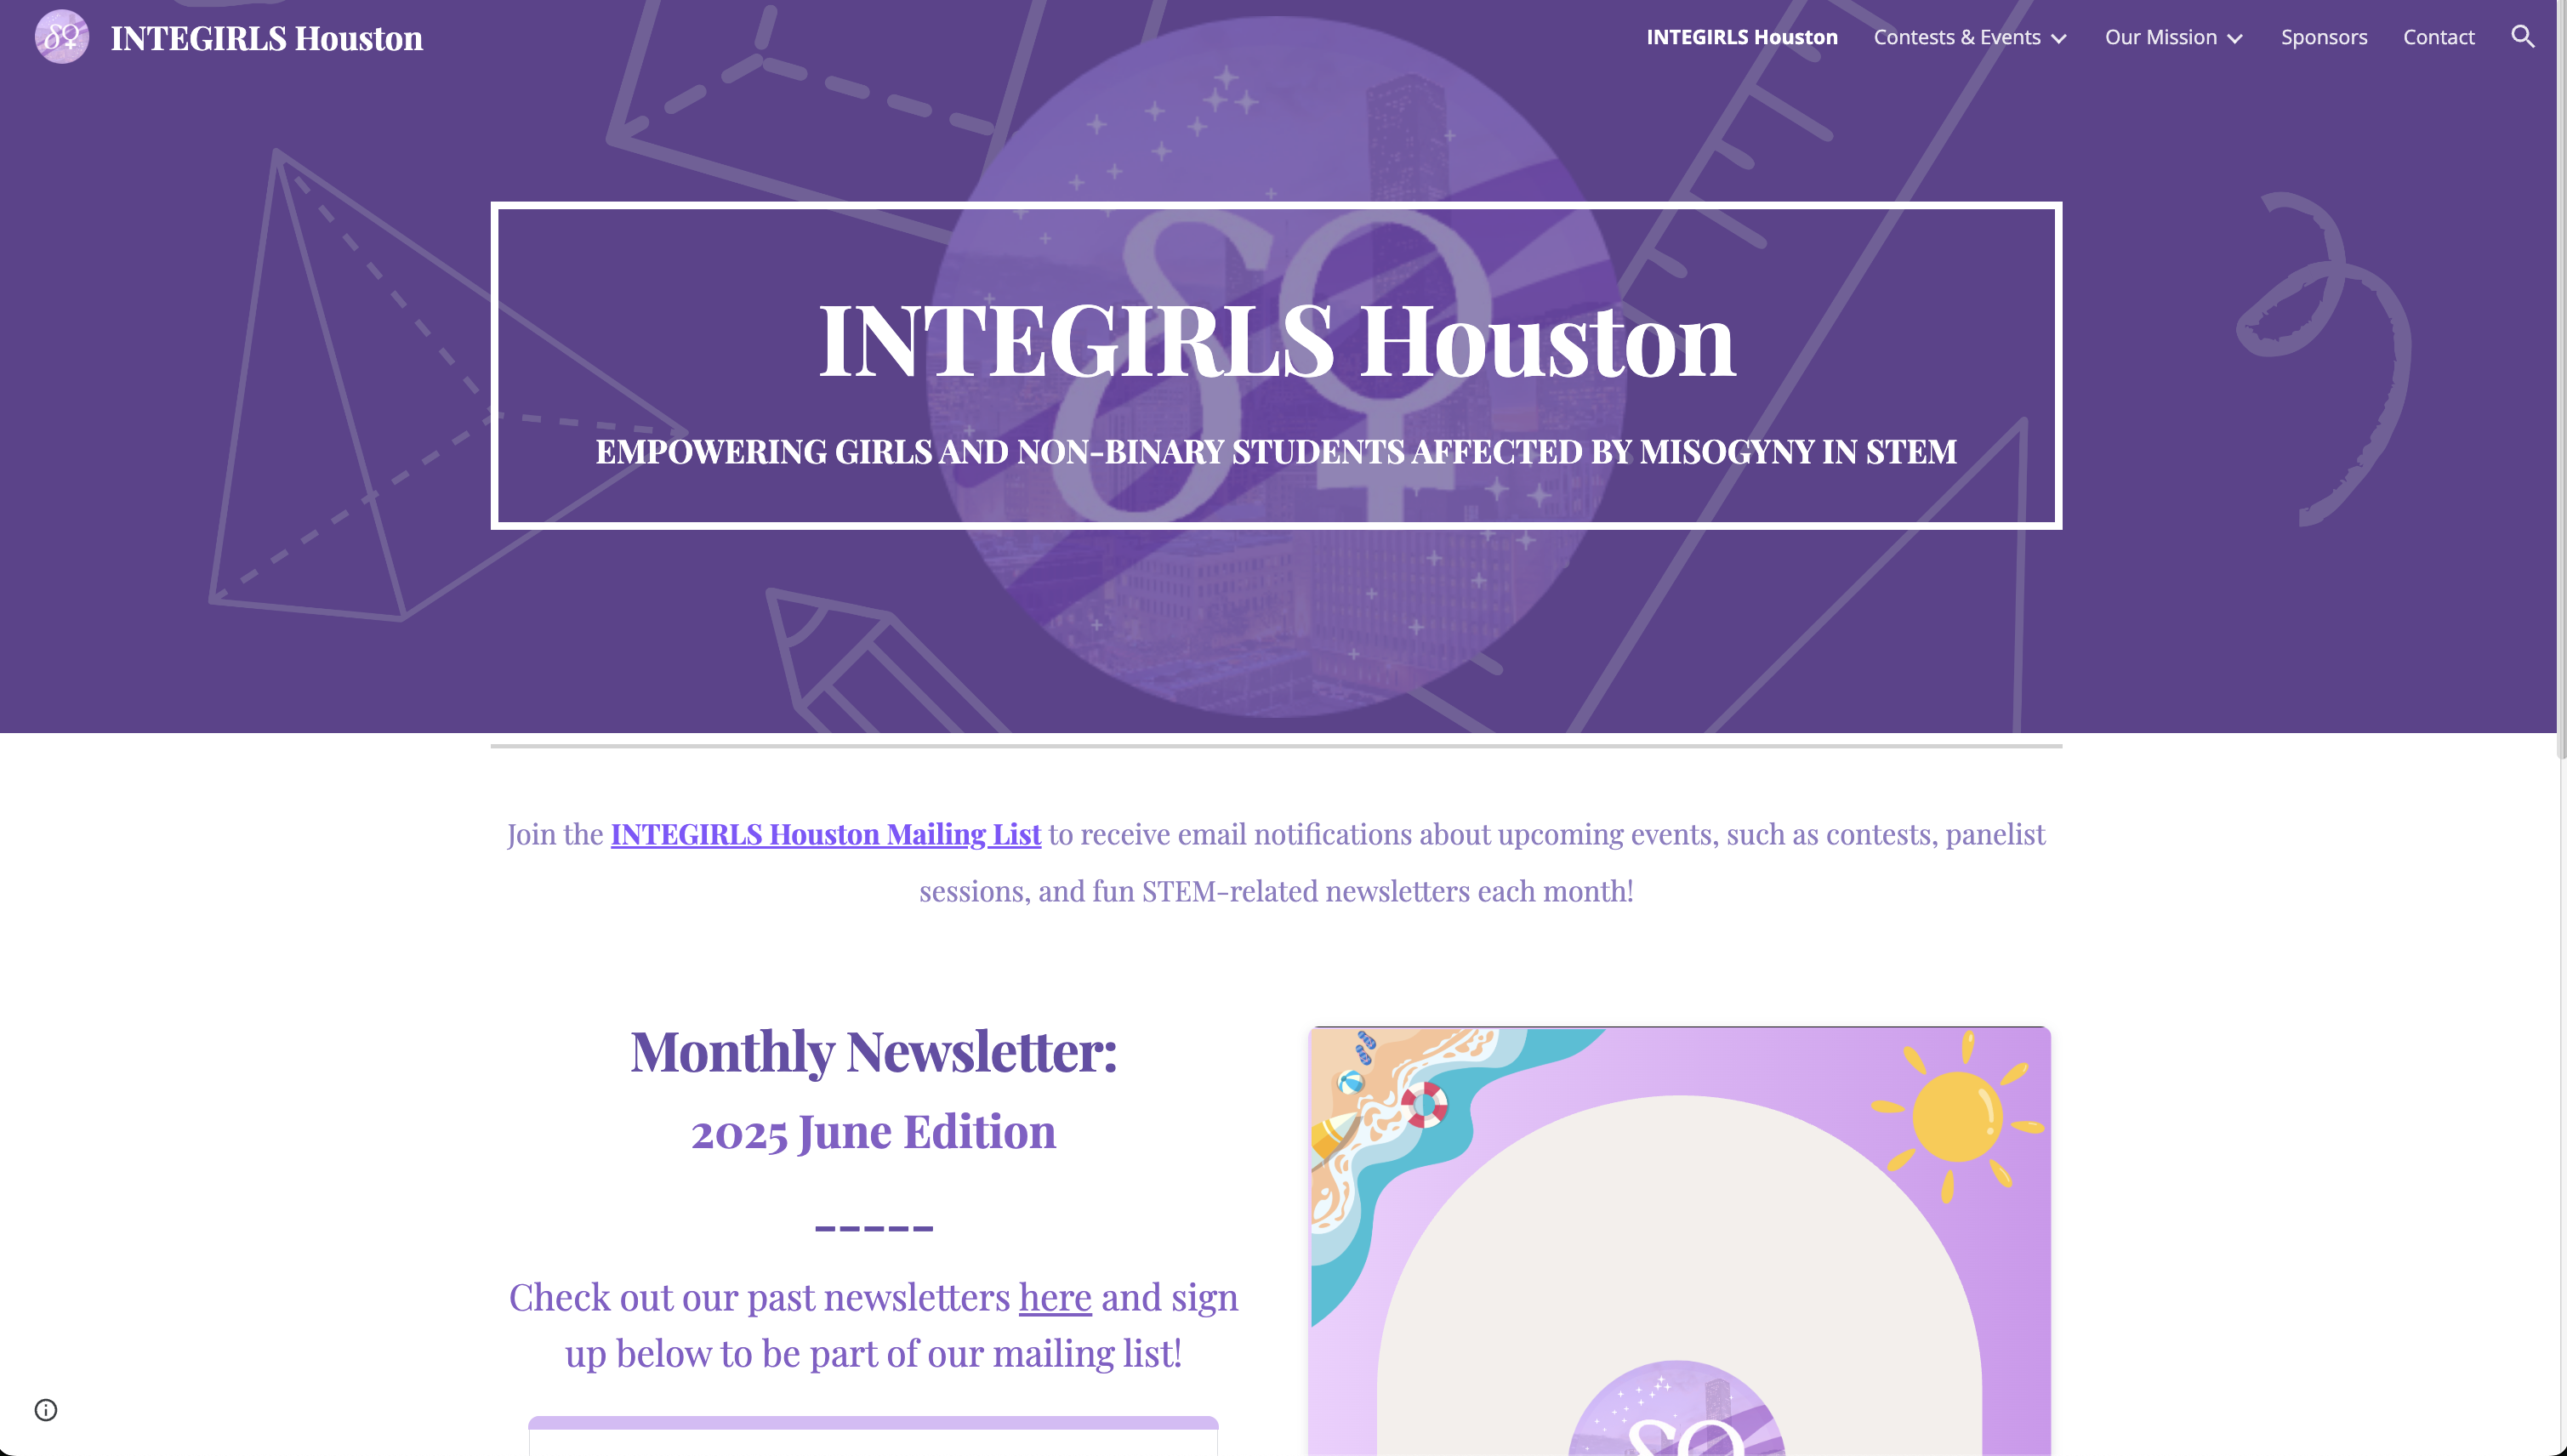 INTEGIRLS Houston
INTEGIRLS Houston Contests & Events Our Mission Sponsors Contact
δ♀
INTEGIRLS Houston
EMPOWERING GIRLS AND NON-BINARY STUDENTS AFFECTED BY MISOGYNY IN STEM
Join the INTEGIRLS Houston Mailing List to receive email notifications about upcoming events, such as contests, panelist
sessions, and fun STEM-related newsletters each month!
Monthly Newsletter:
2025 June Edition
-----
Check out our past newsletters here and sign
up below to be part of our mailing list!